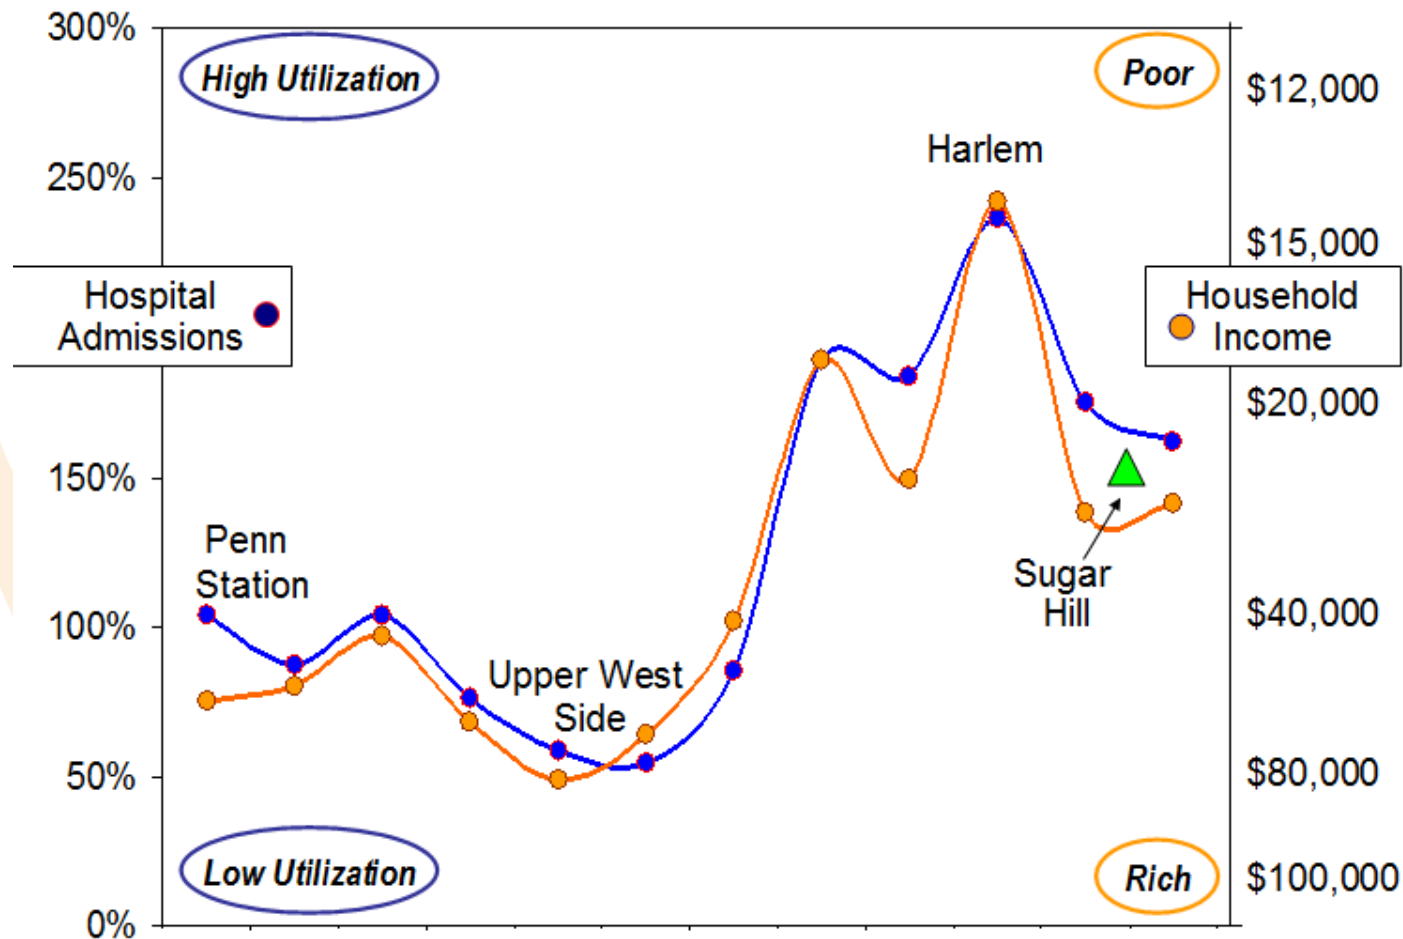 300%
High Utilization
Poor
$12,000
Harlem
250%
$15,000
Hospital
Admissions
Household
Income
$20,000
150%
Penn
Station
Sugar
Hill
$40,000
100%
Upper West
Side
50%
$80,000
Low Utilization
Rich
$100,000
0%